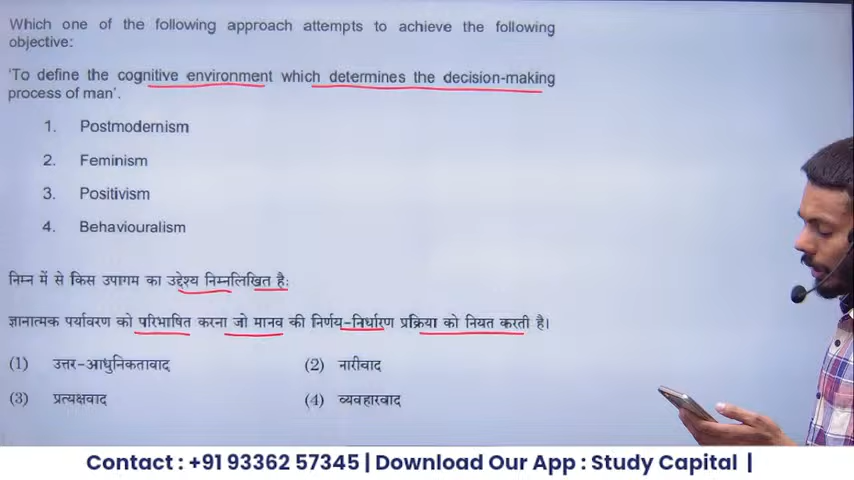 Which one of the following approach attempts to achieve the following
objective:
'To define the cognitive environment which determines the decision-making
process of man'.
1. Postmodernism
2. Feminism
3. Positivism
4. Behaviouralism
निम्न में से किस उपागम का उद्देश्य निम्नलिखित है:
ज्ञानात्मक पर्यावरण को परिभाषित करना जो मानव की निर्णय-निर्धारण प्रक्रिया को नियत करती है।
(1) उत्तर-आधुनिकतावाद (2) नारीवाद
(3) प्रत्यक्षवाद (4) व्यवहारवाद
Contact : +91 93362 57345 | Download Our App : Study Capital |